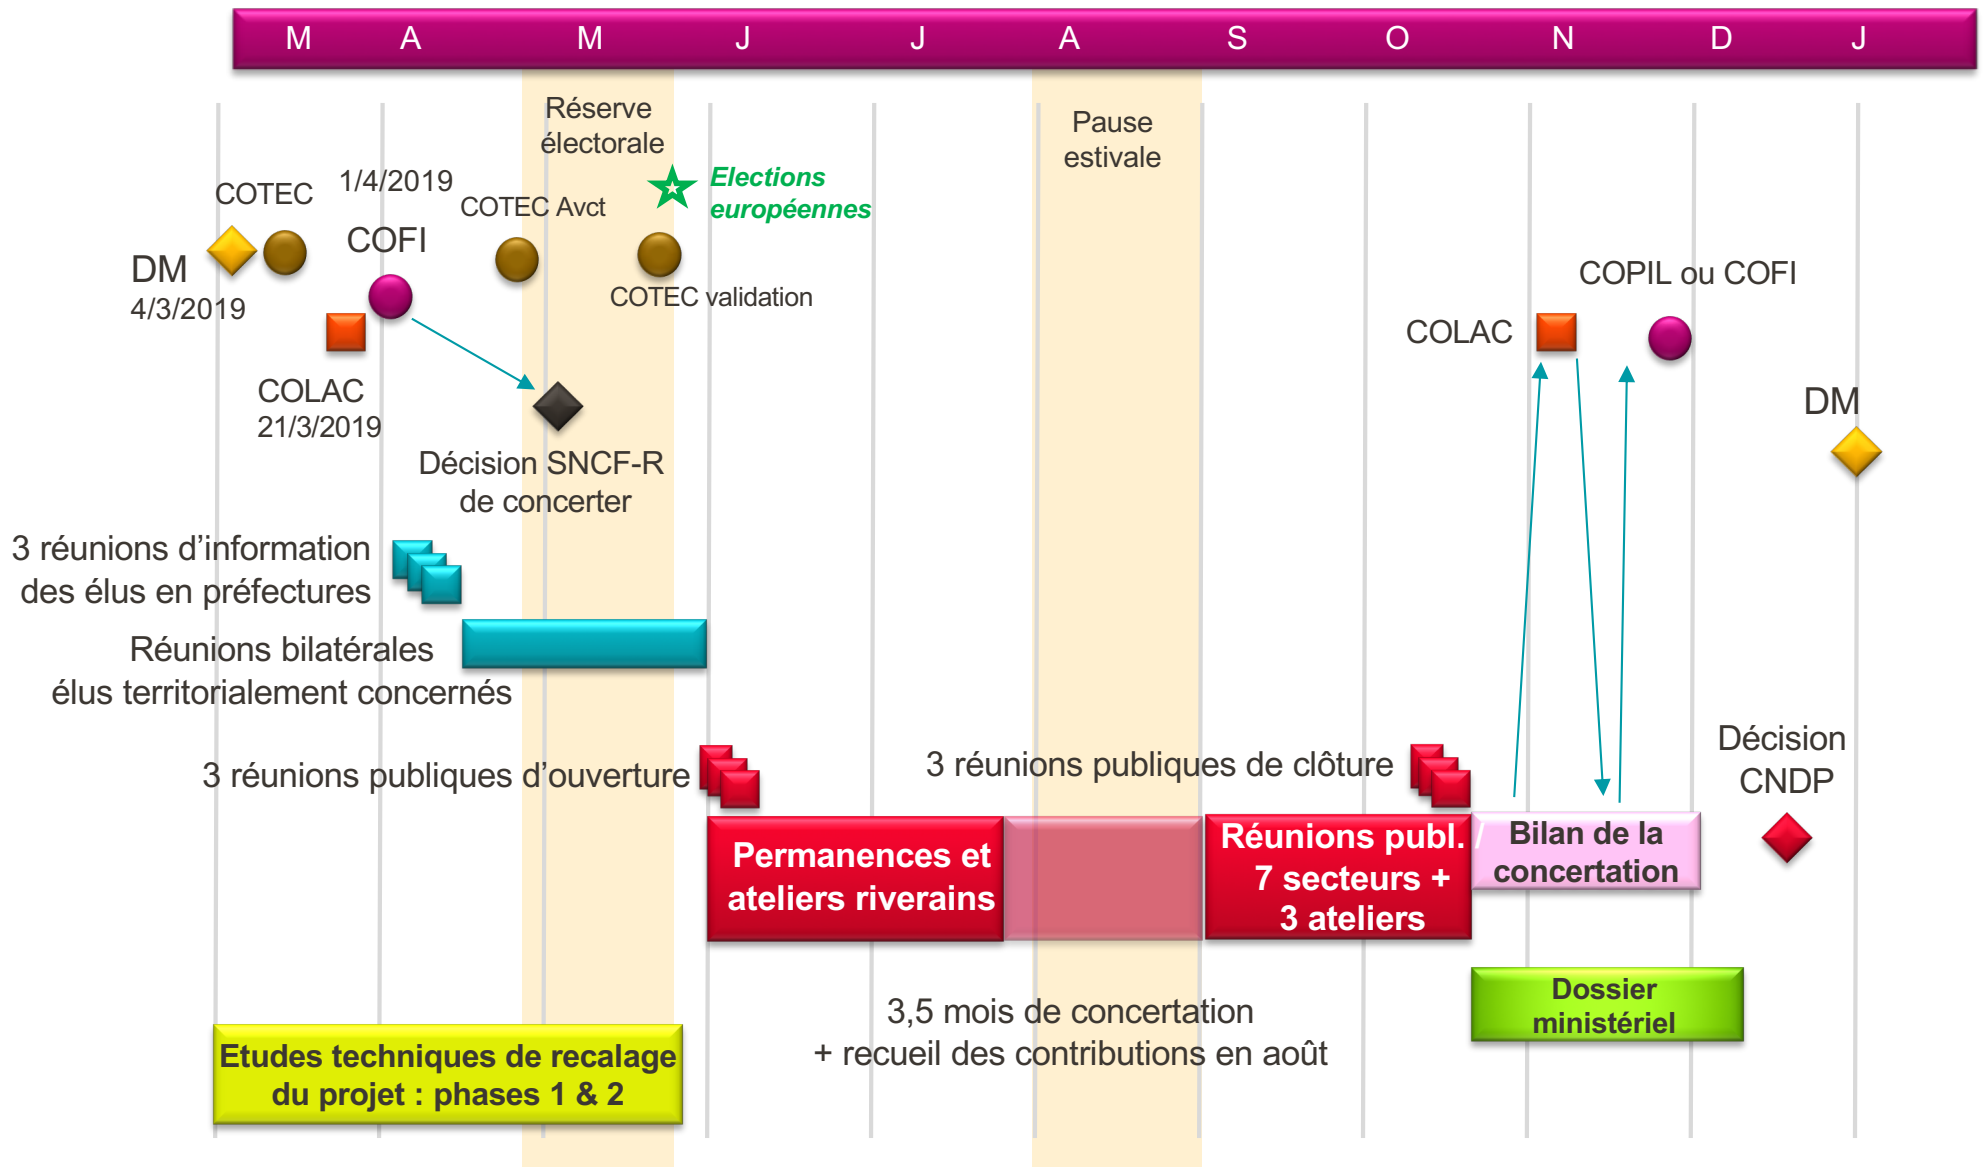 M A M J J A S O N D J
Réserve
électorale
Pause
estivale
1/4/2019
COTEC
COTEC Avct
Elections
européennes
COFI
DM
4/3/2019
COTEC validation
COPIL ou COFI
COLAC
COLAC
21/3/2019
DM
Décision SNCF-R
de concerter
3 réunions d’information
des élus en préfectures
Réunions bilatérales
élus territorialement concernés
3 réunions publiques d’ouverture
3 réunions publiques de clôture
Décision
CNDP
Permanences et
ateliers riverains
Réunions publ. /
7 secteurs +
3 ateliers
Bilan de la
concertation
Dossier
ministériel
3,5 mois de concertation
+ recueil des contributions en août
Etudes techniques de recalage
du projet : phases 1 & 2